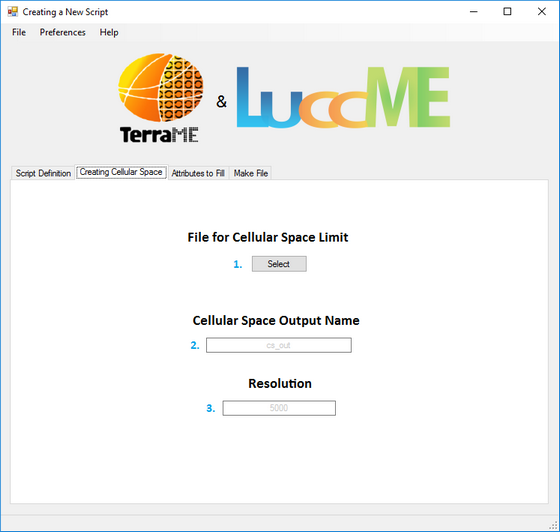 Creating a New Script
File Preferences Help
TerraME & LuccME
Script Definition Creating Cellular Space Attributes to Fill Make File
File for Cellular Space Limit
1. Select
Cellular Space Output Name
2. cs_out
Resolution
3. 5000